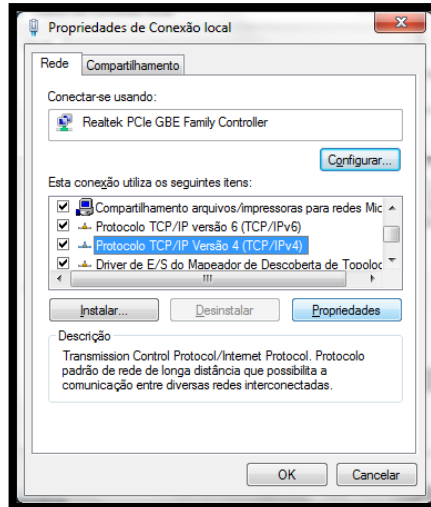 Propriedades de Conexão local
Rede
Compartilhamento
Conectar-se usando:
Realtek PCIe GBE Family Controller
Configurar...
Esta conexão utiliza os seguintes itens:
Compartilhamento arquivos/impressoras para redes Mic
Protocolo TCP/IP versão 6 (TCP/IPv6)
Protocolo TCP/IP Versão 4 (TCP/IPv4)
Driver de E/S do Mapeador de Descoberta de Topoloc
Instalar...
Desinstalar
Propriedades
Descrição
Transmission Control Protocol/Internet Protocol. Protocolo
padrão de rede de longa distância que possibilita a
comunicação entre diversas redes interconectadas.
OK
Cancelar